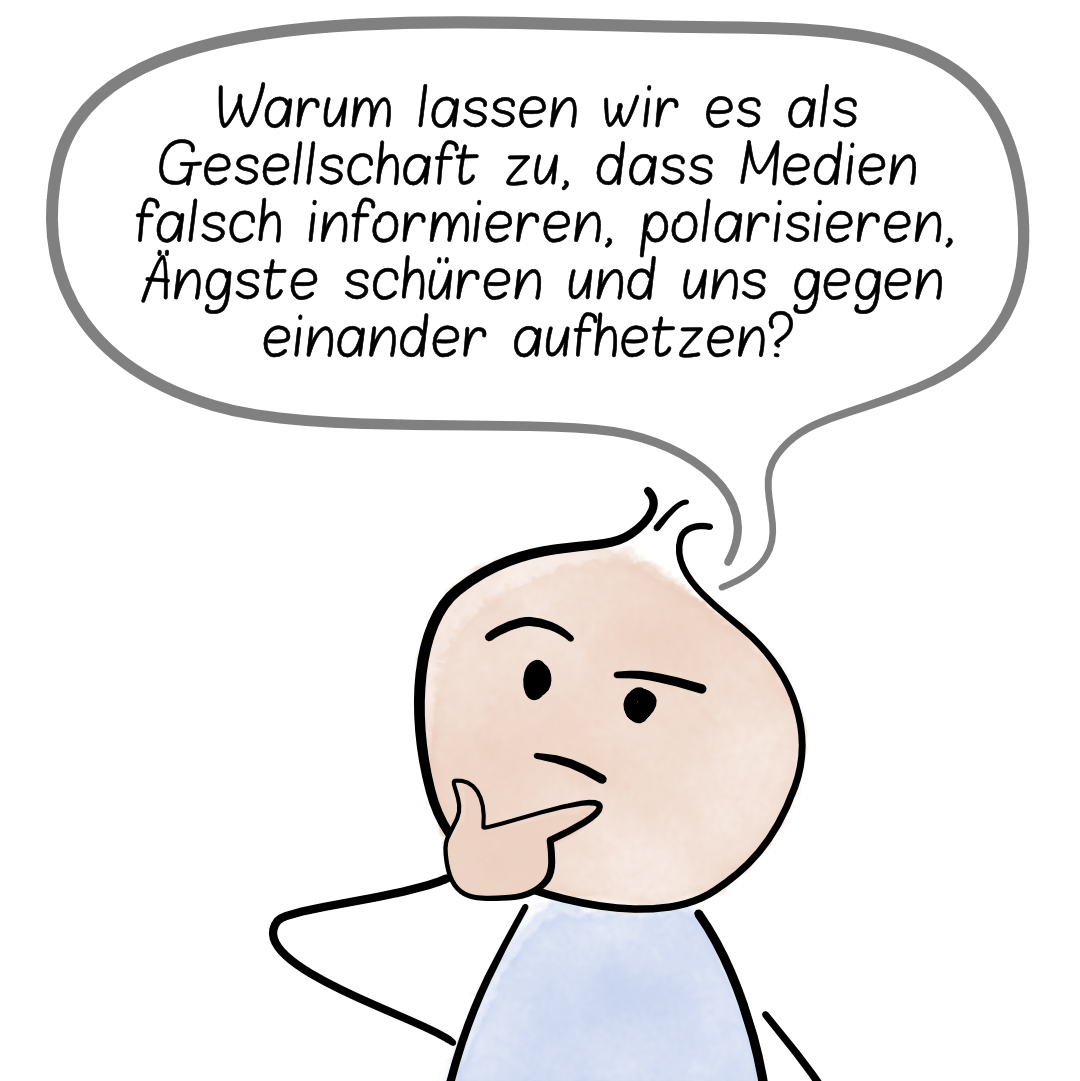 Warum lassen wir es als
Gesellschaft zu, dass Medien
falsch informieren, polarisieren,
Ängste schüren und uns gegen
einander aufhetzen?